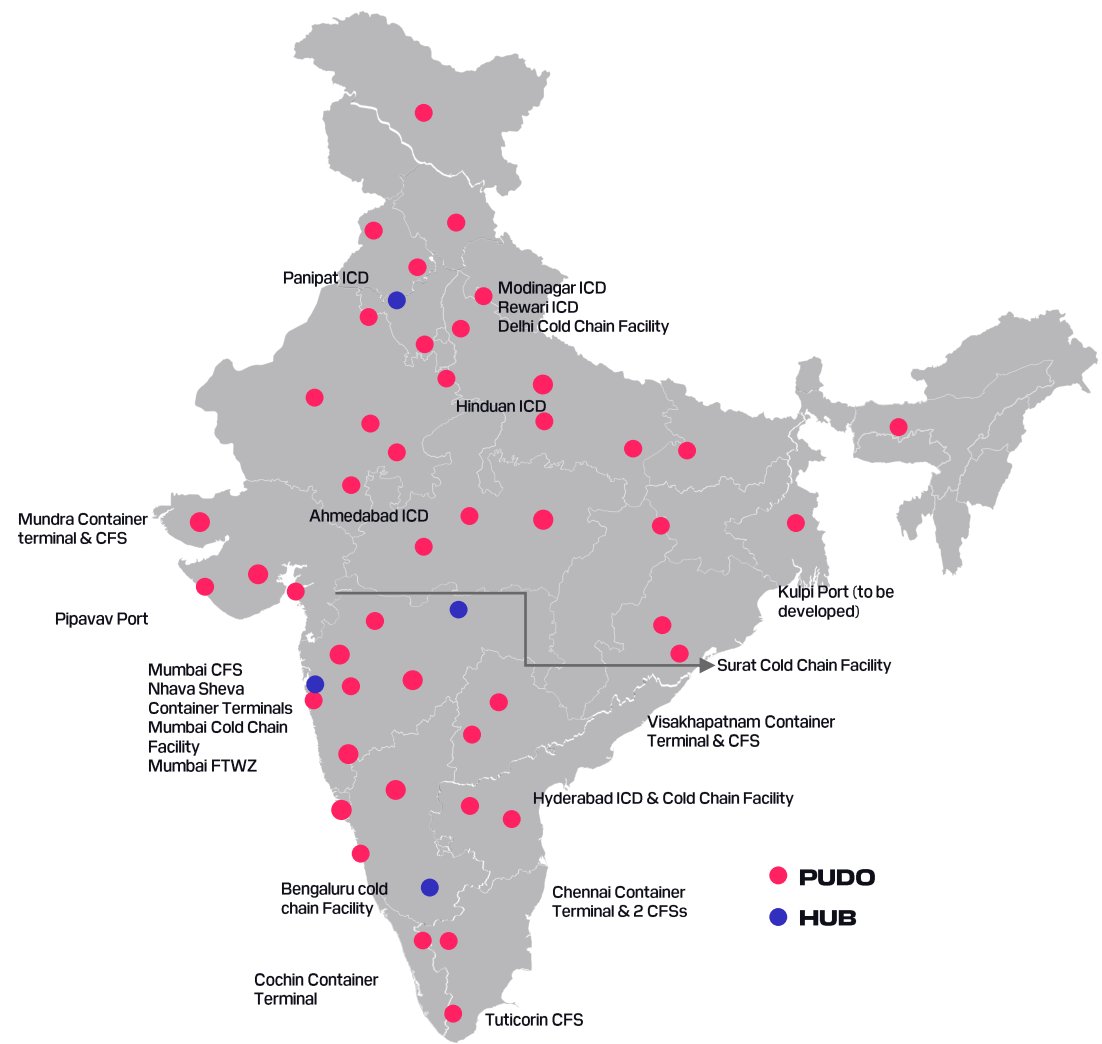 Panipat ICD
Modinagar ICD
Rewari ICD
Delhi Cold Chain Facility
Hinduan ICD
Ahmedabad ICD
Mundra Container
terminal & CFS
Pipavav Port
Kulpi Port (to be
developed)
Surat Cold Chain Facility
Mumbai CFS
Nhava Sheva
Container Terminals
Mumbai Cold Chain
Facility
Mumbai FTWZ
Visakhapatnam Container
Terminal & CFS
Hyderabad ICD & Cold Chain Facility
Bengaluru cold
chain Facility
Chennai Container
Terminal & 2 CFSs
PUDO
HUB
Cochin Container
Terminal
Tuticorin CFS